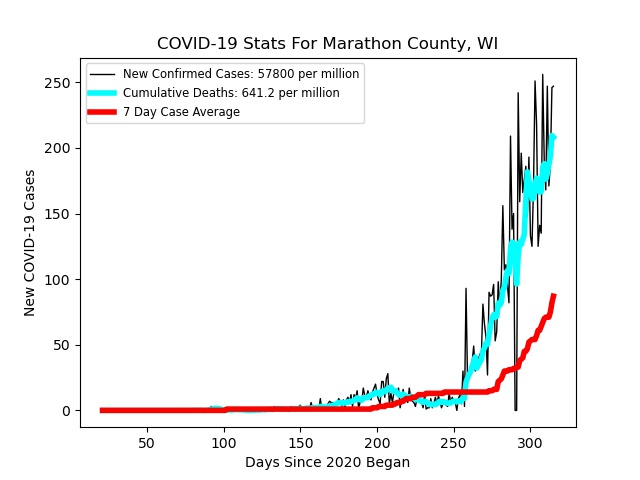 COVID-19 Stats For Marathon County, WI
New Confirmed Cases: 57800 per million
Cumulative Deaths: 641.2 per million
7 Day Case Average
New COVID-19 Cases
250
200
150
100
50
0
50 100 150 200 250 300
Days Since 2020 Began